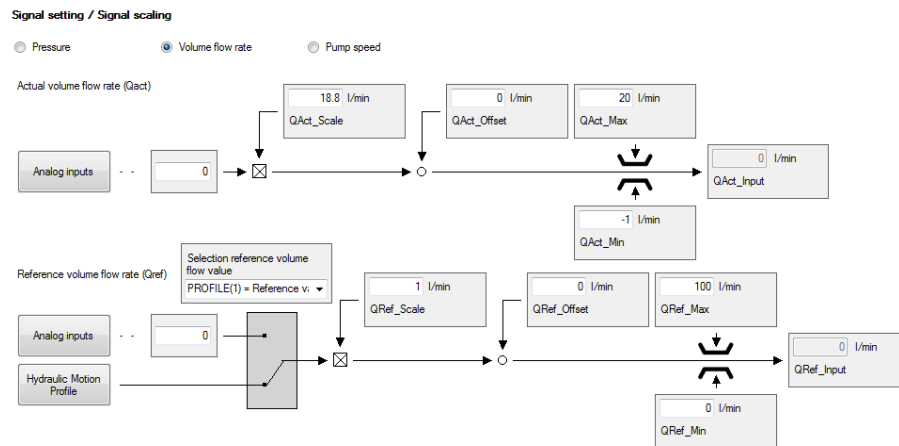 Signal setting / Signal scaling
Pressure
Volume flow rate
Pump speed
Actual volume flow rate (Qact)
18.8 l/min
QAct_Scale
0 l/min
QAct_Offset
20 l/min
QAct_Max
Analog inputs
0
0 l/min
QAct_Input
-1 l/min
QAct_Min
Reference volume flow rate (Qref)
Selection reference volume
flow value
PROFILE(1) = Reference v
1 l/min
QRef_Scale
0 l/min
QRef_Offset
100 l/min
QRef_Max
Analog inputs
0
0 l/min
QRef_Input
Hydraulic Motion
Profile
0 l/min
QRef_Min